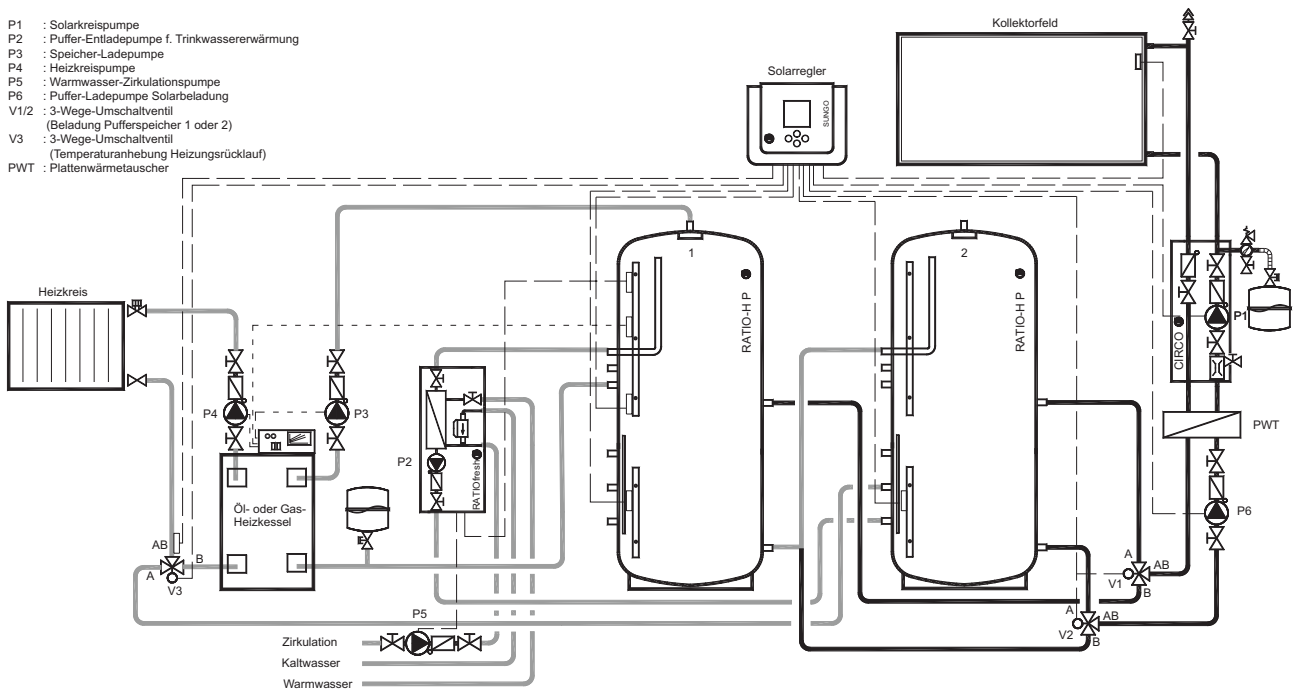 P1 : Solarkreispumpe
P2 : Puffer-Entladepumpe f. Trinkwassererwärmung
P3 : Speicher-Ladepumpe
P4 : Heizkreispumpe
P5 : Warmwasser-Zirkulationspumpe
P6 : Puffer-Ladepumpe Solarbeladung
V1/2 : 3-Wege-Umschaltventil
(Beladung Pufferspeicher 1 oder 2)
V3 : 3-Wege-Umschaltventil
(Temperaturanhebung Heizungsrücklauf)
PWT : Plattenwärmetauscher
Kollektorfeld
Solarregler
SUNGO
1
2
RATIO-H P
RATIO-H P
Heizkreis
P1
CIRCO
P4
P3
PWT
P2
RATIOfresh
Öl- oder Gas-
Heizkessel
P6
AB
A
B
V3
A
AB
V1
B
A
AB
V2
B
P5
Zirkulation
Kaltwasser
Warmwasser